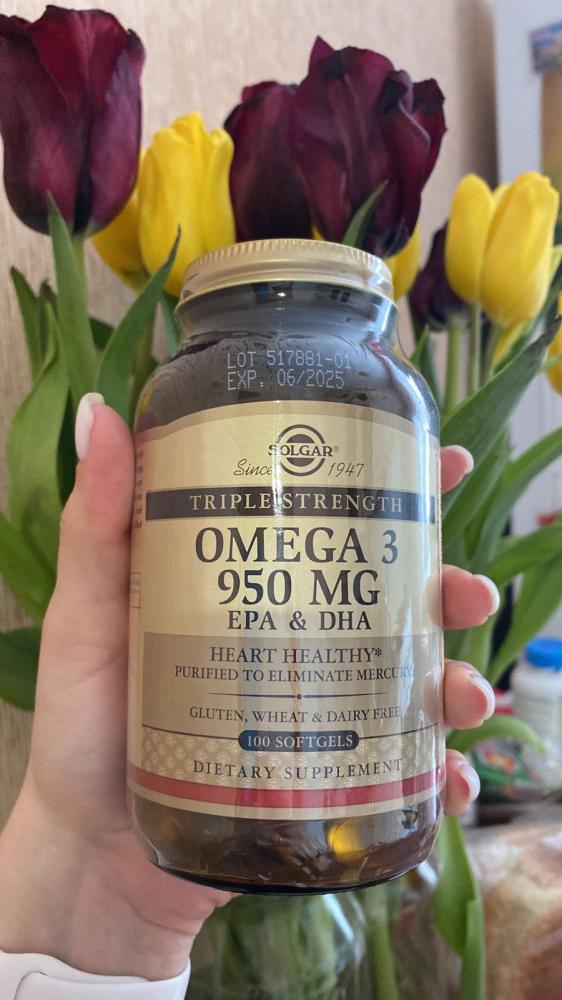 LOT 517881-01
EXP. 06/2025
SOLGAR®
Since 1947
TRIPLE STRENGTH
OMEGA 3
950 MG
EPA & DHA
HEART HEALTHY*
PURIFIED TO ELIMINATE MERCURY
GLUTEN, WHEAT & DAIRY FREE
100 SOFTGELS
DIETARY SUPPLEMENT